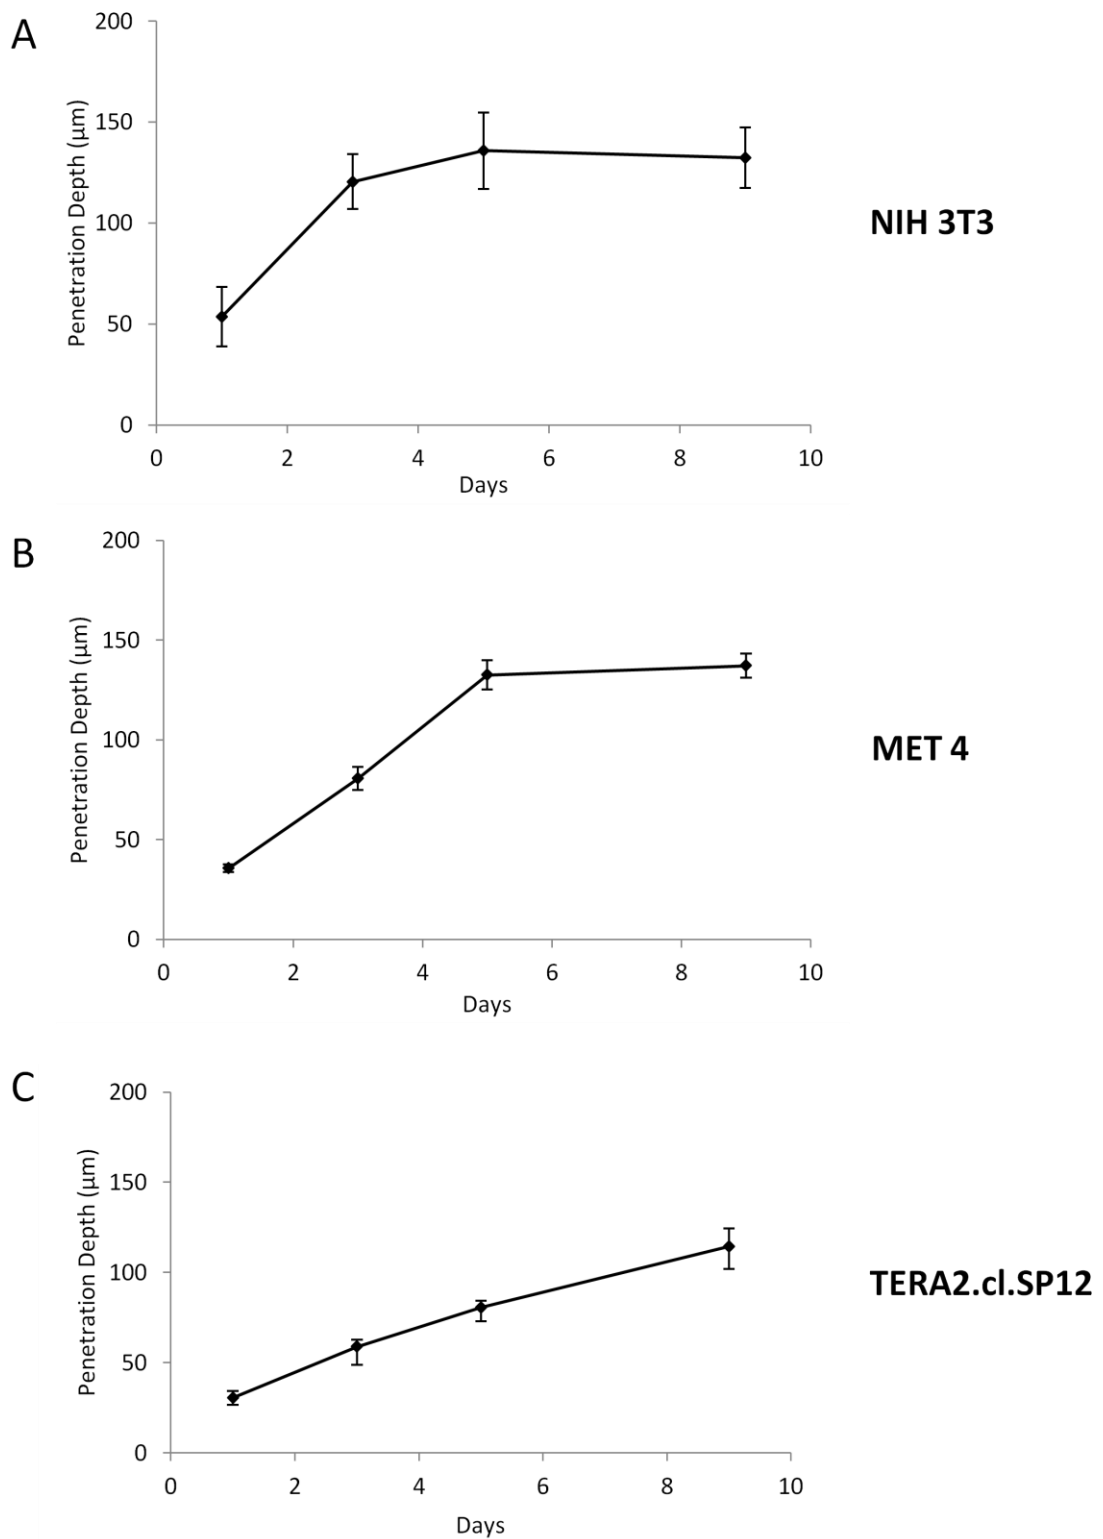 A
Penetration Depth (µm)
200
150
100
50
0
0 2 4 6 8 10
Days
NIH 3T3
B
Penetration Depth (µm)
200
150
100
50
0
0 2 4 6 8 10
Days
MET 4
C
Penetration Depth (µm)
200
150
100
50
0
0 2 4 6 8 10
Days
TERA2.cl.SP12